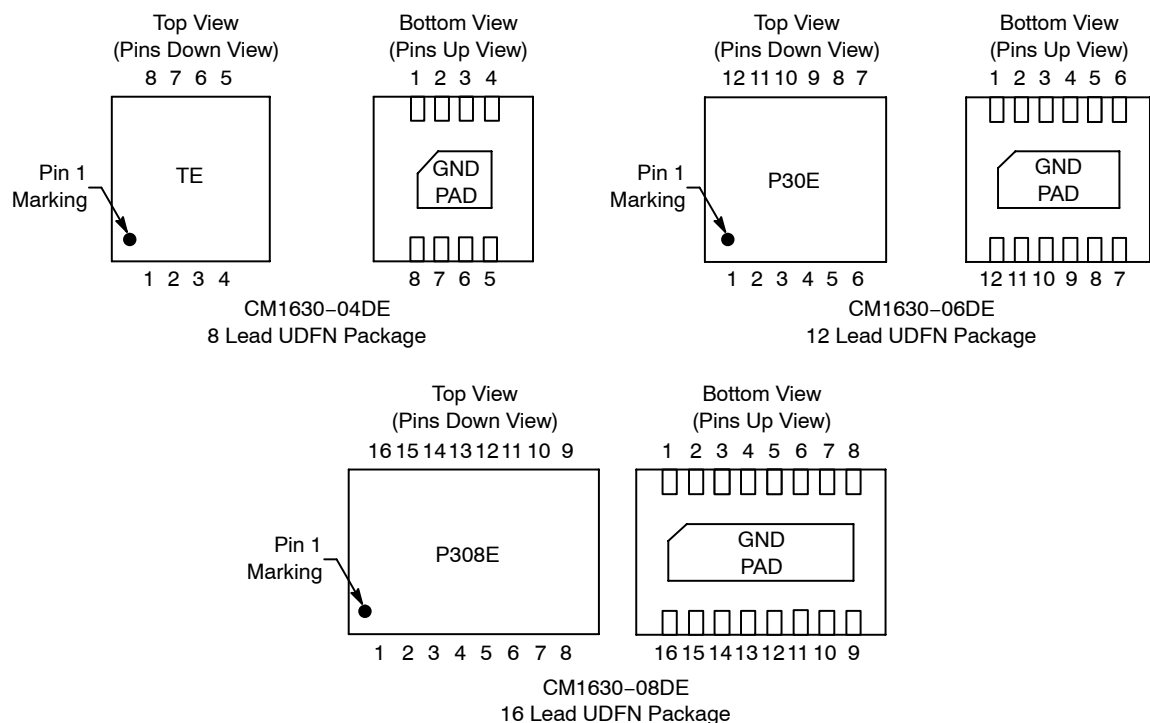 Top View
(Pins Down View)
8 7 6 5
TE
Pin 1
Marking
1 2 3 4
Bottom View
(Pins Up View)
1 2 3 4
GND
PAD
8 7 6 5
CM1630−04DE
8 Lead UDFN Package
Top View
(Pins Down View)
12 11 10 9 8 7
P30E
Pin 1
Marking
1 2 3 4 5 6
Bottom View
(Pins Up View)
1 2 3 4 5 6
GND
PAD
12 11 10 9 8 7
CM1630−06DE
12 Lead UDFN Package
Top View
(Pins Down View)
16 15 14 13 12 11 10 9
P308E
Pin 1
Marking
1 2 3 4 5 6 7 8
Bottom View
(Pins Up View)
1 2 3 4 5 6 7 8
GND
PAD
16 15 14 13 12 11 10 9
CM1630−08DE
16 Lead UDFN Package